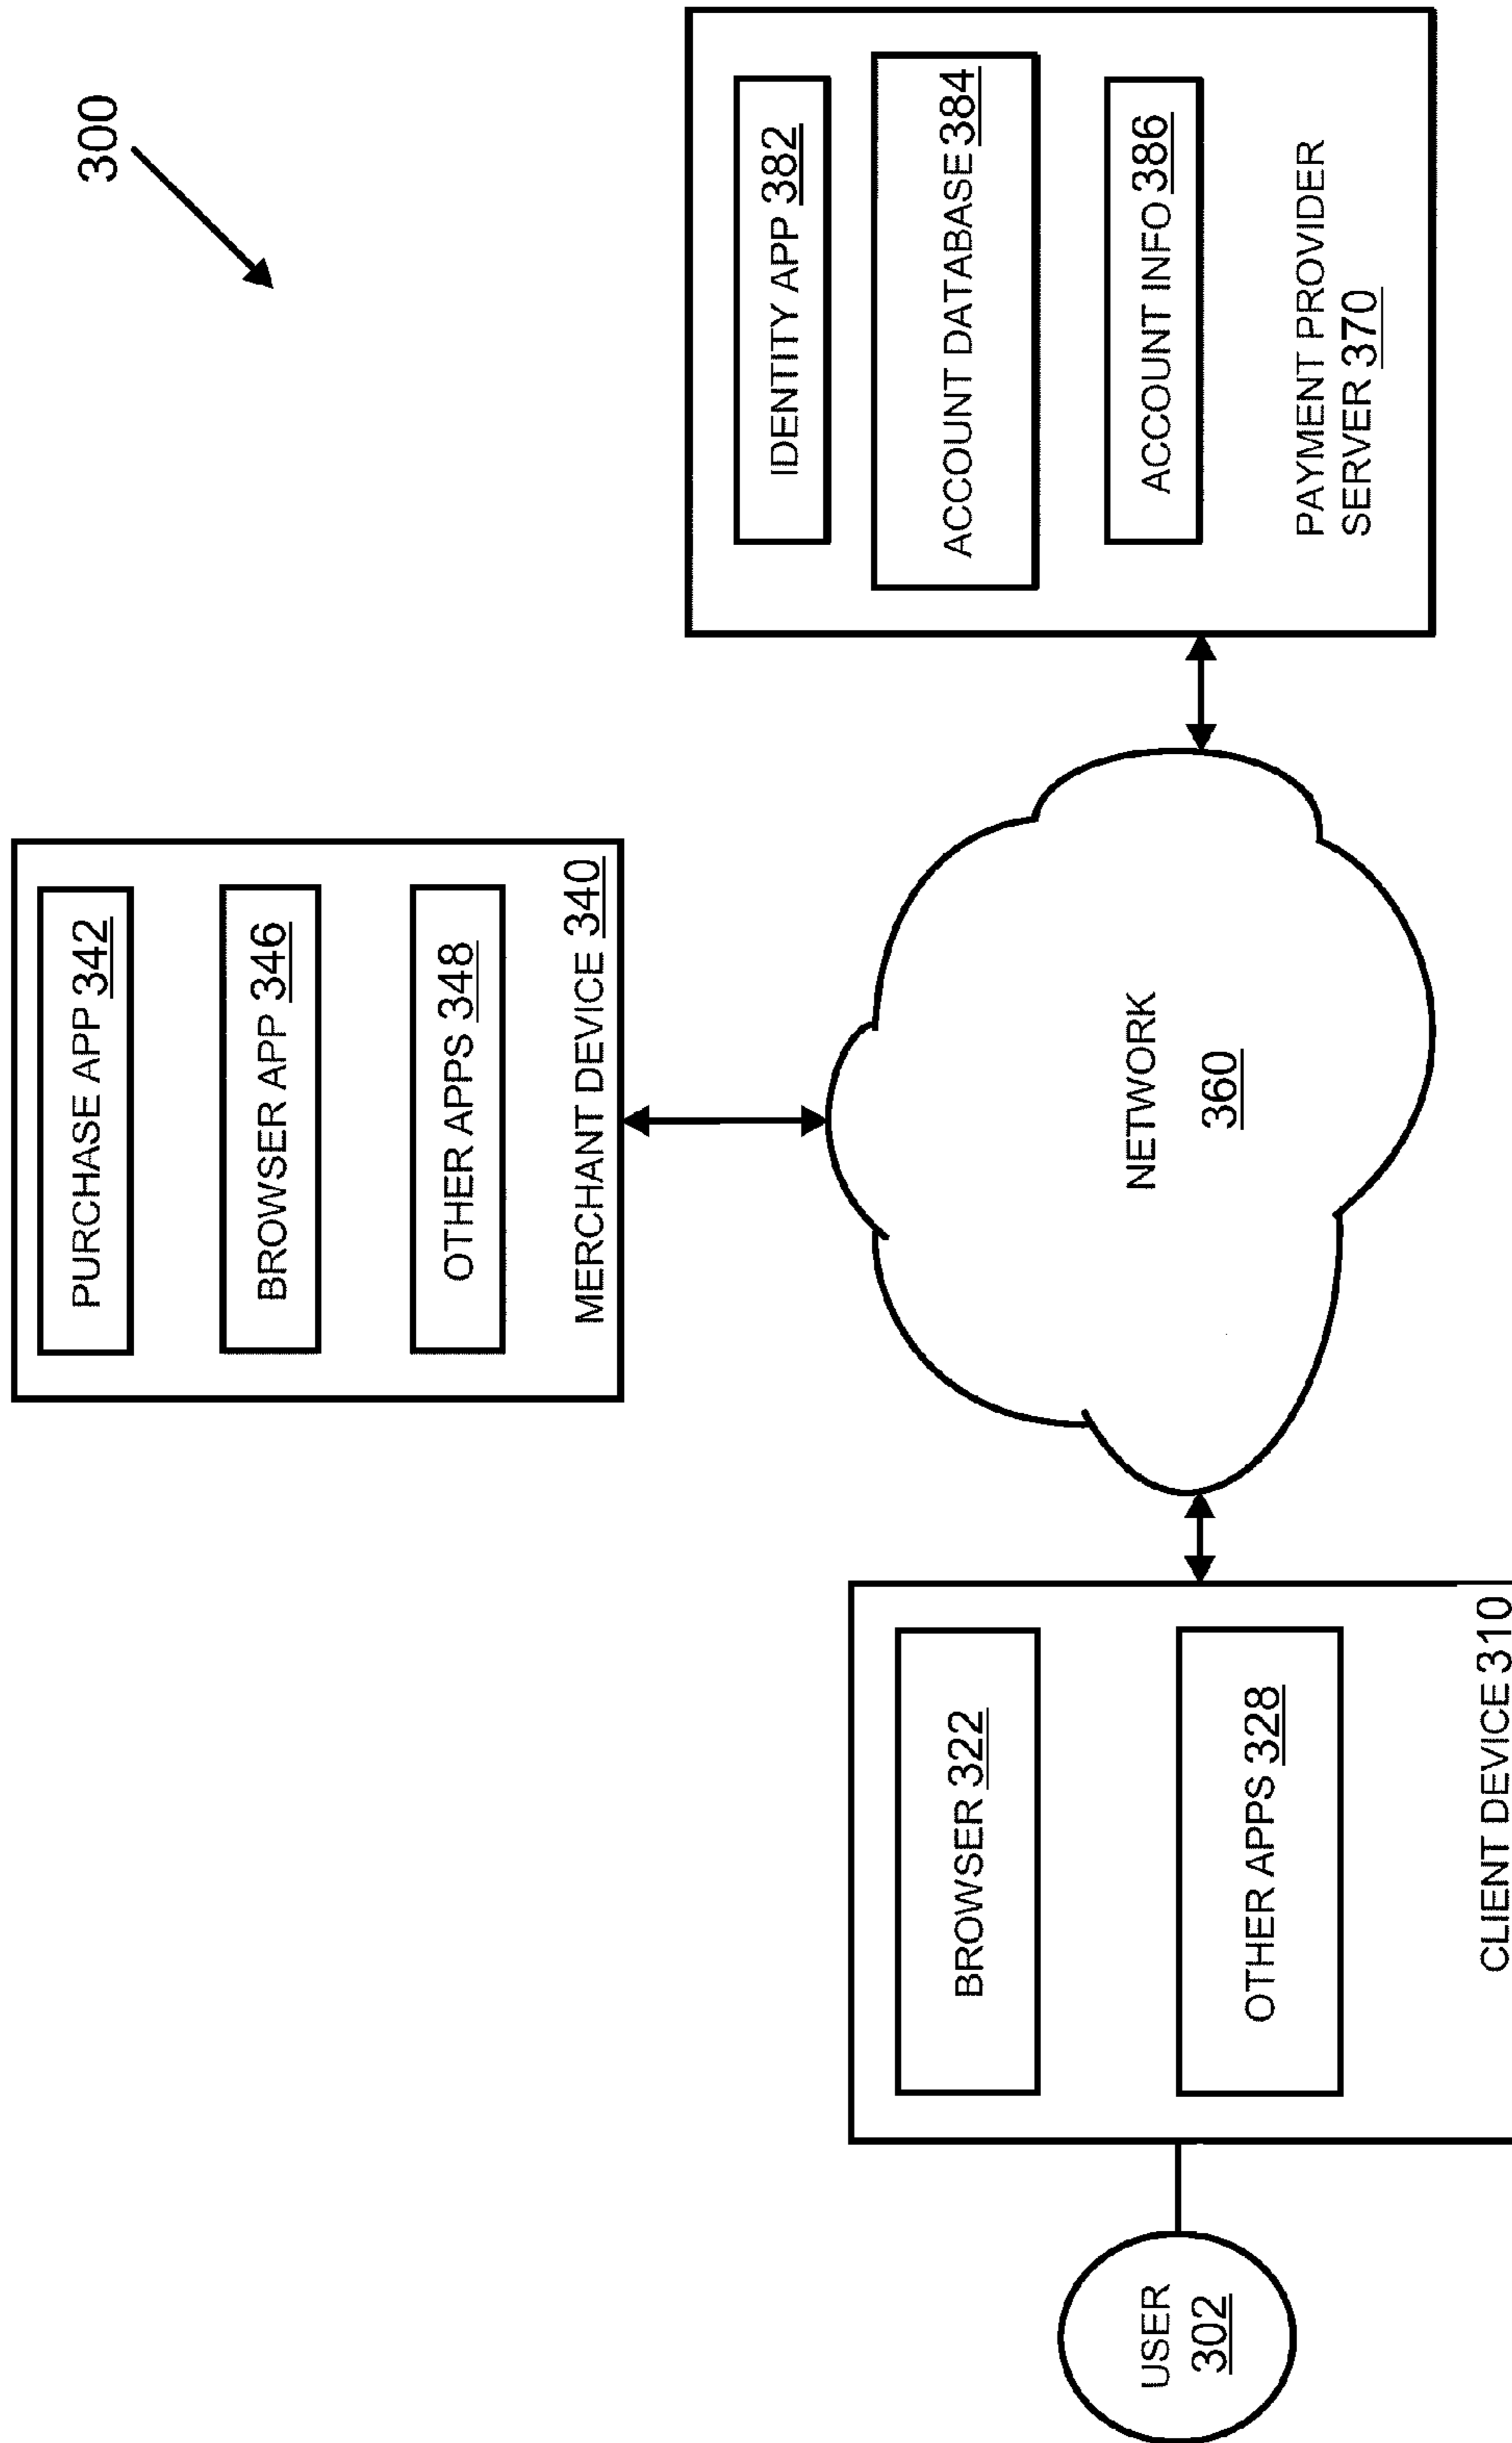 300
PURCHASE APP 342
BROWSER APP 346
OTHER APPS 348
MERCHANT DEVICE 340
IDENTITY APP 382
ACCOUNT DATABASE 384
ACCOUNT INFO 386
PAYMENT PROVIDER
SERVER 370
NETWORK
360
BROWSER 322
OTHER APPS 328
CLIENT DEVICE 310
USER
302